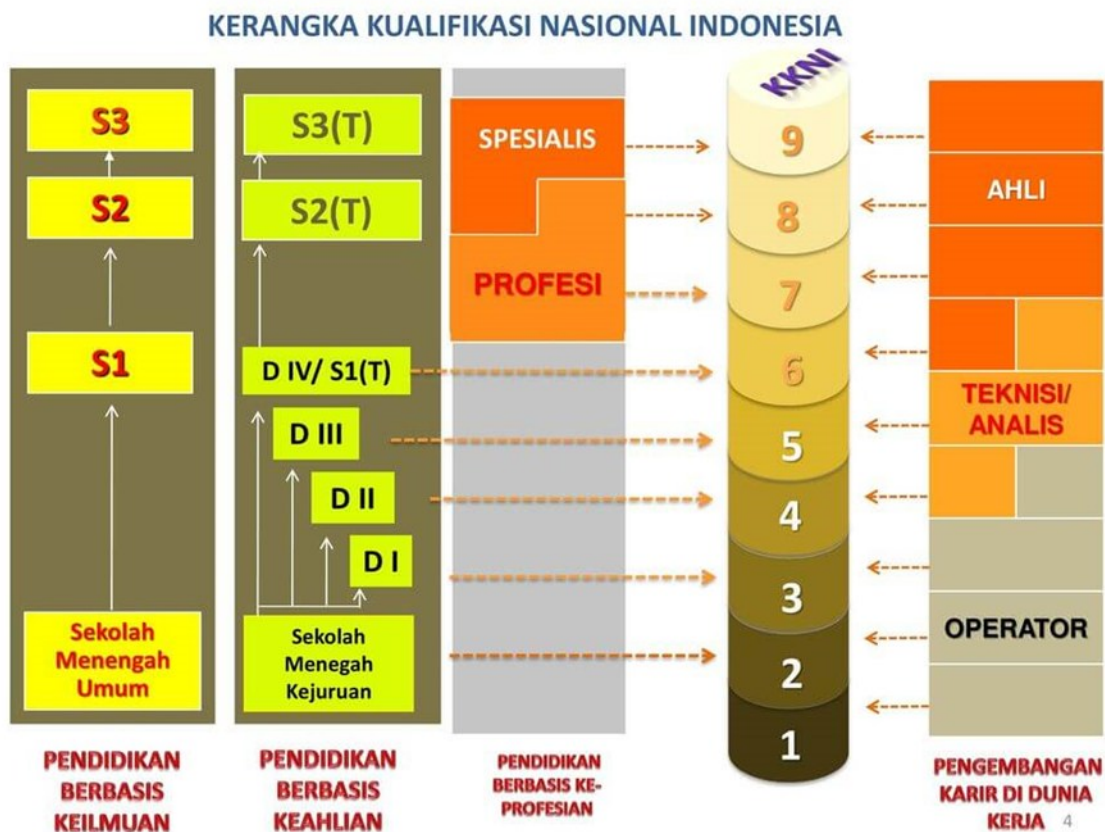 KERANGKA KUALIFIKASI NASIONAL INDONESIA
S3
S2
S1
Sekolah
Menengah
Umum
PENDIDIKAN
BERBASIS
KEILMUAN
S3(T)
S2(T)
D IV/ S1(T)
D III
D II
D I
Sekolah
Menegah
Kejuruan
PENDIDIKAN
BERBASIS
KEAHLIAN
SPESIALIS
PROFESI
PENDIDIKAN
BERBASIS KE-
PROFESIAN
KKNI
9
8
7
6
5
4
3
2
1
AHLI
TEKNISI/
ANALIS
OPERATOR
PENGEMBANGAN
KARIR DI DUNIA
KERJA
4